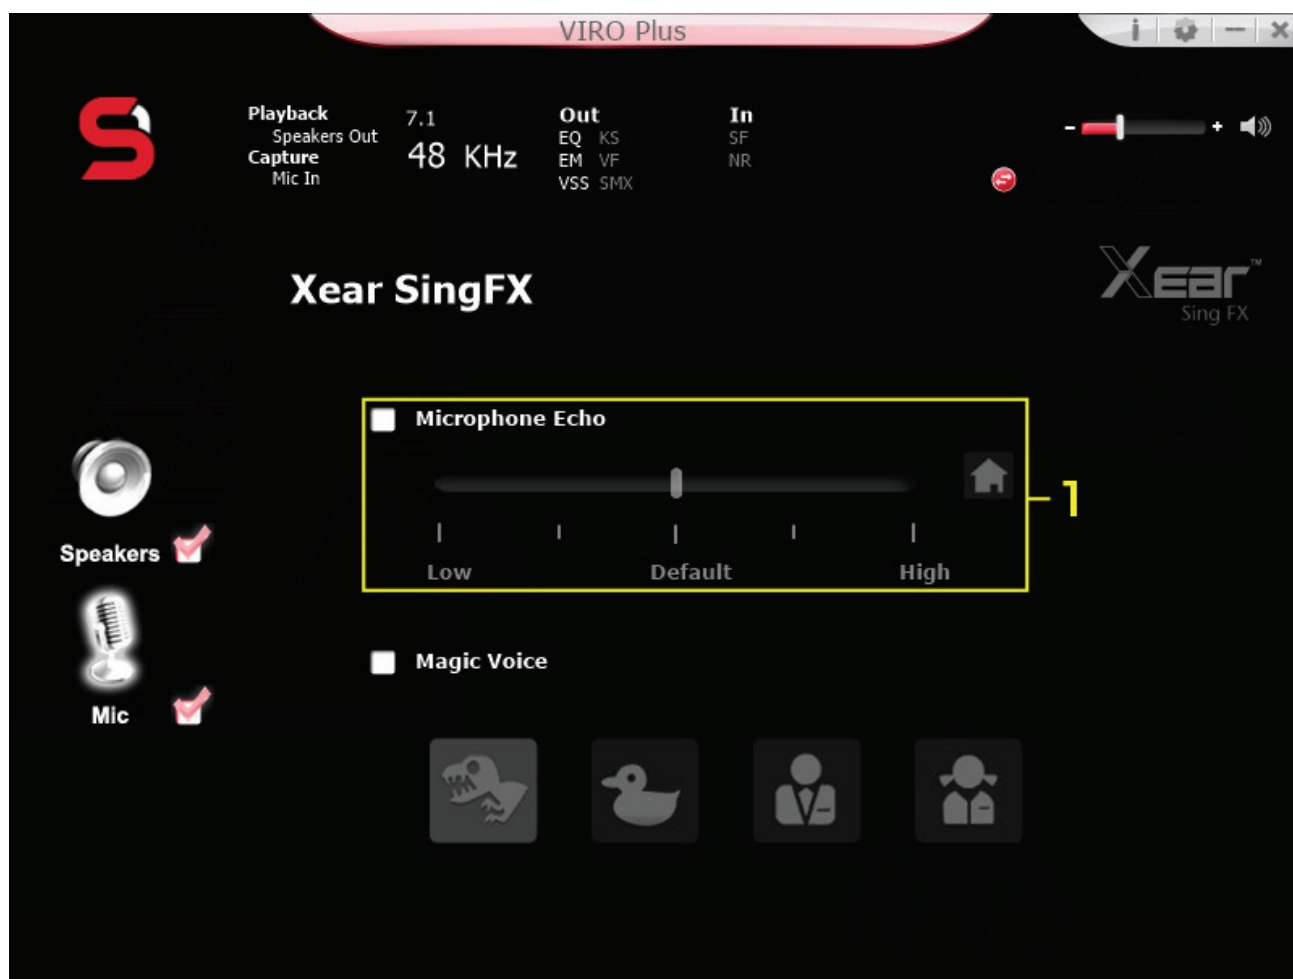 VIRO Plus
Playback
Speakers Out
Capture
Mic In
7.1
48 KHz
Out
EQ KS
EM VF
VSS SMX
In
SF
NR
Xear SingFX
Xear™
Sing FX
Microphone Echo
Low Default High
1
Speakers
Magic Voice
Mic